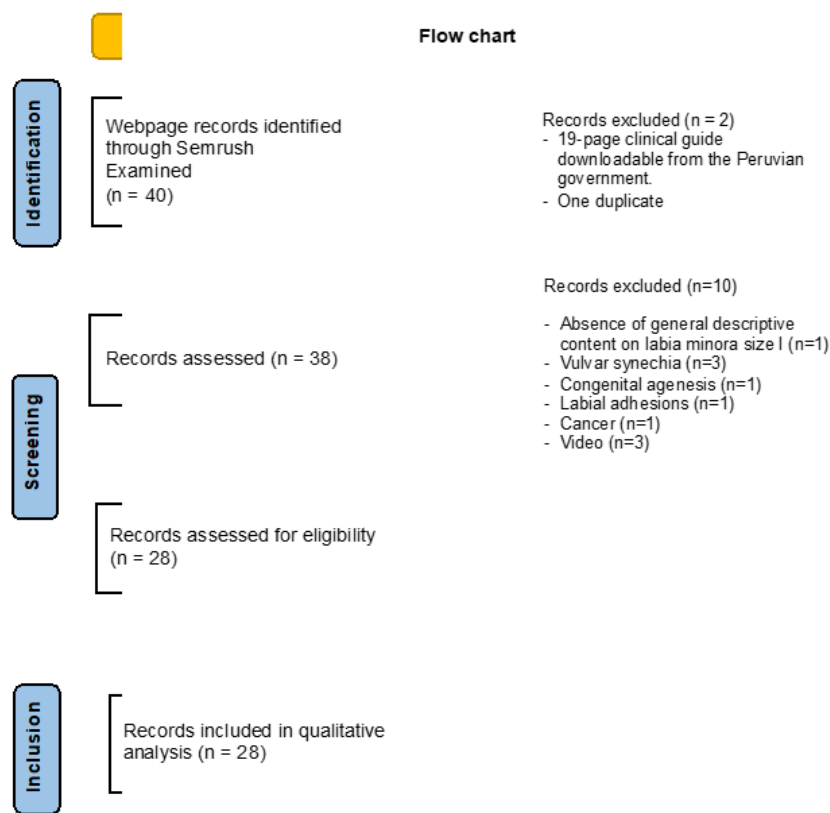 Flow chart
Identification
Webpage records identified
through Semrush
Examined
(n = 40)
Records excluded (n = 2)
- 19-page clinical guide
downloadable from the Peruvian
government.
- One duplicate
Screening
Records assessed (n = 38)
Records excluded (n=10)
- Absence of general descriptive
content on labia minora size l (n=1)
- Vulvar synechia (n=3)
- Congenital agenesis (n=1)
- Labial adhesions (n=1)
- Cancer (n=1)
- Video (n=3)
Records assessed for eligibility
(n = 28)
Inclusion
Records included in qualitative
analysis (n = 28)